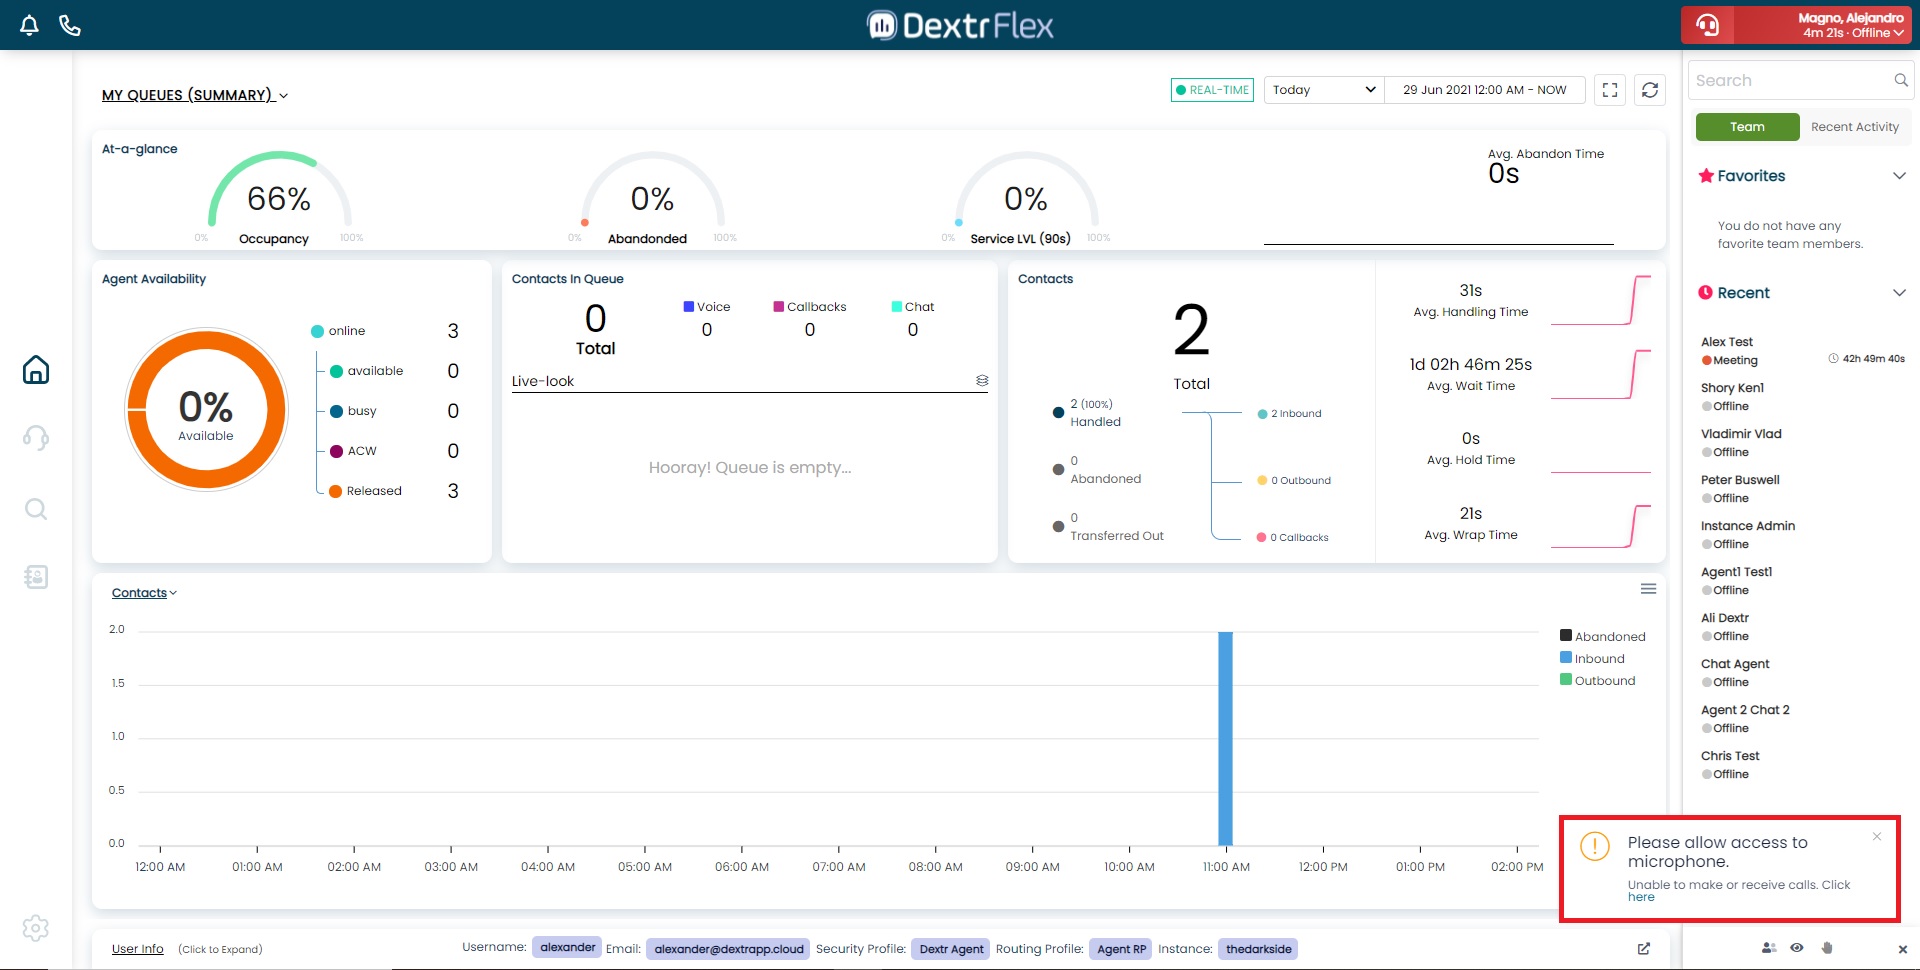 DextrFlex
Magno, Alejandro
4m 21s · Offline
MY QUEUES (SUMMARY)
REAL-TIME
Today
29 Jun 2021 12:00 AM - NOW
Search
Team
Recent Activity
At-a-glance
66%
0%
Occupancy
100%
0%
0%
Abandonded
100%
0%
0%
Service LVL (90s)
100%
Avg. Abandon Time
0s
Favorites
You do not have any
favorite team members.
Agent Availability
0%
Available
online 3
available 0
busy 0
ACW 0
Released 3
Contacts In Queue
0
Total
Voice
0
Callbacks
0
Chat
0
Live-look
Hooray! Queue is empty...
Contacts
2
Total
2 (100%)
Handled
0
Abandoned
0
Transferred Out
2 Inbound
0 Outbound
0 Callbacks
31s
Avg. Handling Time
1d 02h 46m 25s
Avg. Wait Time
0s
Avg. Hold Time
21s
Avg. Wrap Time
Recent
Alex Test
Meeting
42h 49m 40s
Shory Ken1
Offline
Vladimir Vlad
Offline
Peter Buswell
Offline
Instance Admin
Offline
Agent1 Test1
Offline
Ali Dextr
Offline
Chat Agent
Offline
Agent 2 Chat 2
Offline
Chris Test
Offline
Contacts
2.0
1.5
1.0
0.5
0.0
12:00 AM 01:00 AM 02:00 AM 03:00 AM 04:00 AM 05:00 AM 06:00 AM 07:00 AM 08:00 AM 09:00 AM 10:00 AM 11:00 AM 12:00 PM 01:00 PM 02:00 PM
Abandoned
Inbound
Outbound
Please allow access to
microphone.
Unable to make or receive calls. Click
here
User Info (Click to Expand)
Username: alexander Email: alexander@dextrapp.cloud Security Profile: Dextr Agent Routing Profile: Agent RP Instance: thedarkside